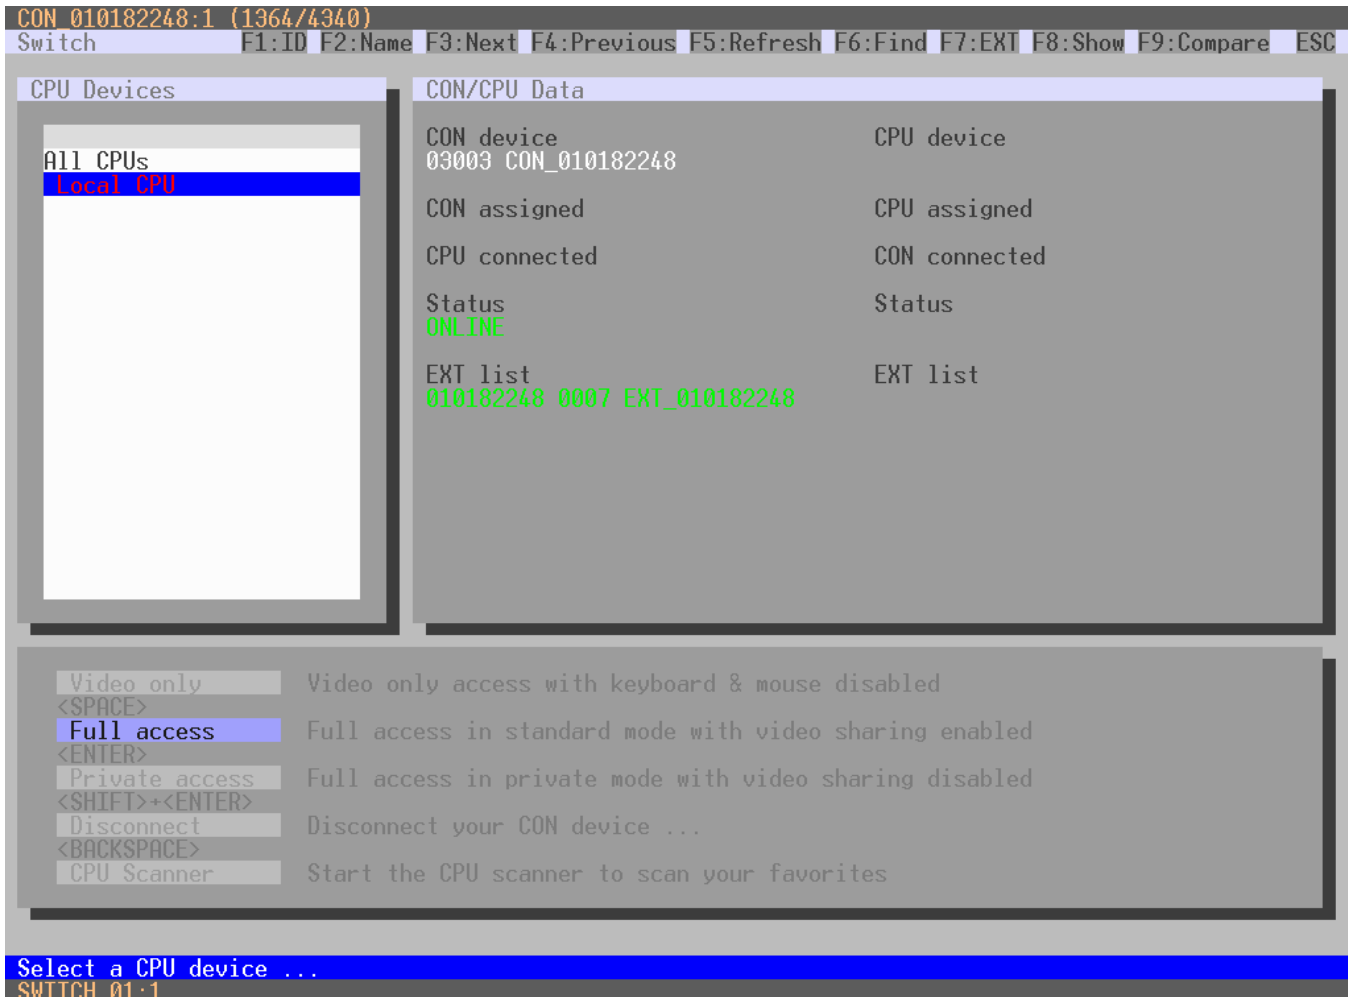 CON_010182248:1 (1364/4340)
Switch F1:ID F2:Name F3:Next F4:Previous F5:Refresh F6:Find F7:EXT F8:Show F9:Compare ESC
CPU Devices
All CPUs
Local CPU
CON/CPU Data
CON device CPU device
03003 CON_010182248
CON assigned CPU assigned
CPU connected CON connected
Status Status
ONLINE
EXT list EXT list
010182248 0007 EXT_010182248
Video only Video only access with keyboard & mouse disabled
<SPACE>
Full access Full access in standard mode with video sharing enabled
<ENTER>
Private access Full access in private mode with video sharing disabled
<SHIFT>+<ENTER>
Disconnect Disconnect your CON device ...
<BACKSPACE>
CPU Scanner Start the CPU scanner to scan your favorites
Select a CPU device ...
SWITCH_01:1